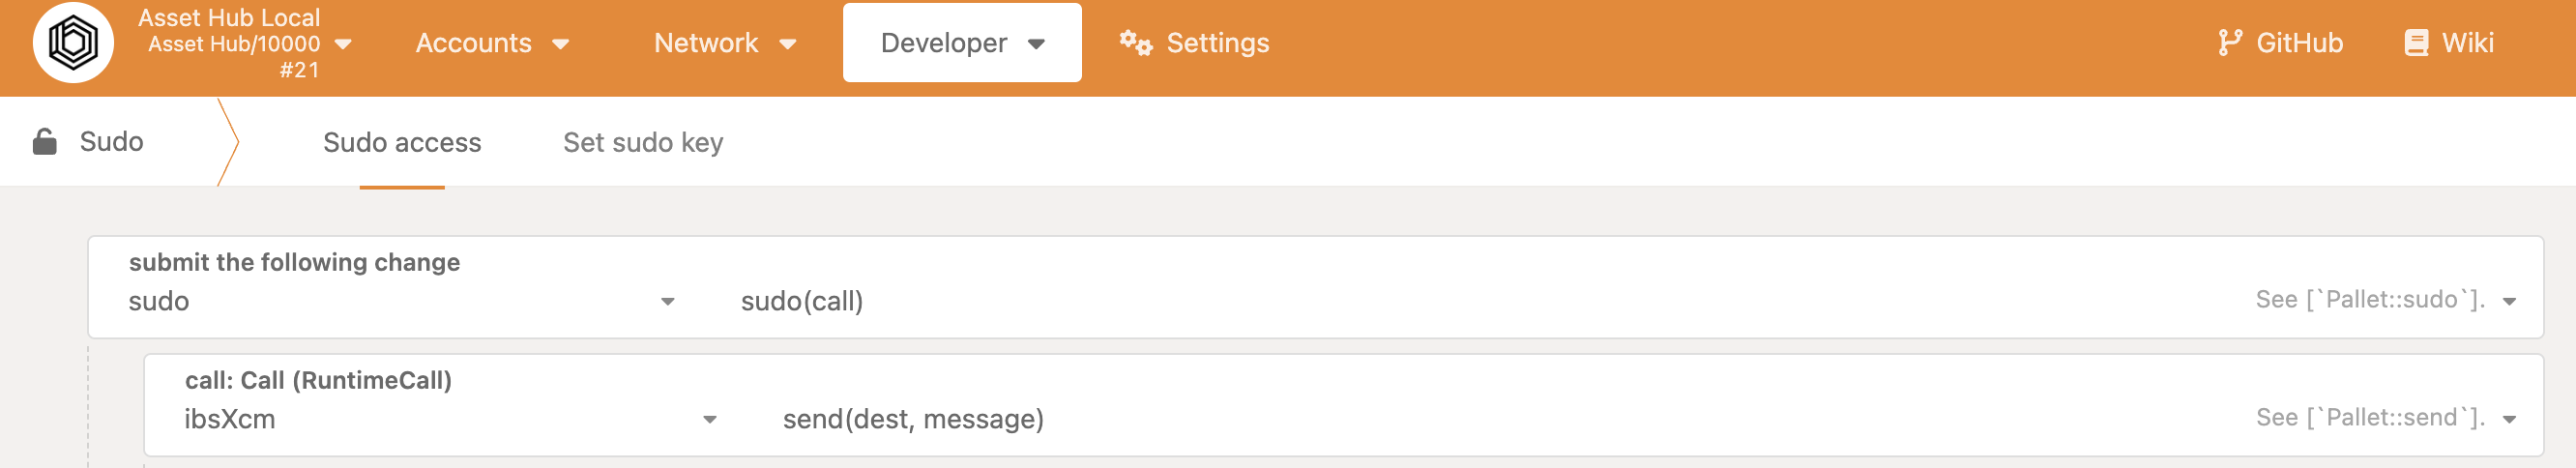 Asset Hub Local
Asset Hub/10000
#21
Accounts
Network
Developer
Settings
GitHub
Wiki
Sudo
Sudo access
Set sudo key
submit the following change
sudo
sudo(call)
See [`Pallet::sudo`].
call: Call (RuntimeCall)
ibsXcm
send(dest, message)
See [`Pallet::send`].